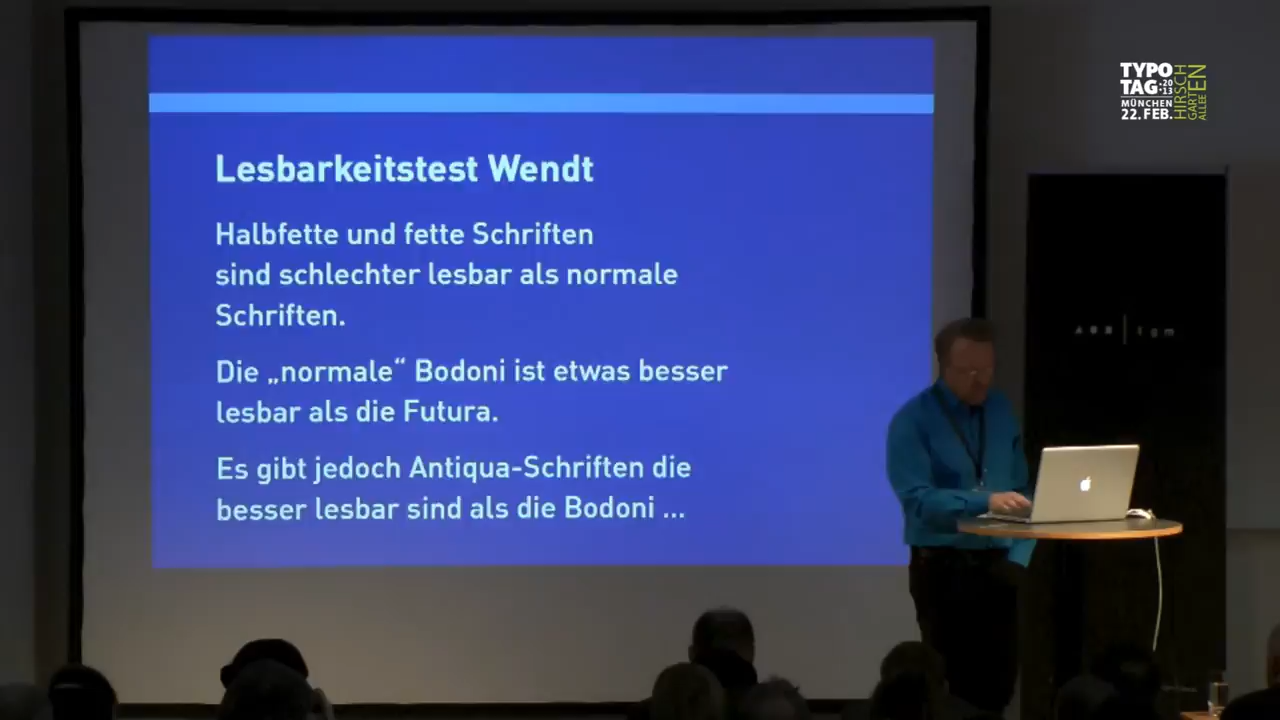 Lesbarkeitstest Wendt
Halbfette und fette Schriften
sind schlechter lesbar als normale
Schriften.
Die „normale“ Bodoni ist etwas besser
lesbar als die Futura.
Es gibt jedoch Antiqua-Schriften die
besser lesbar sind als die Bodoni ...
TYPO
TAG:20
13
MÜNCHEN
22. FEB.
HIRSCH
GARTEN
ALLEE